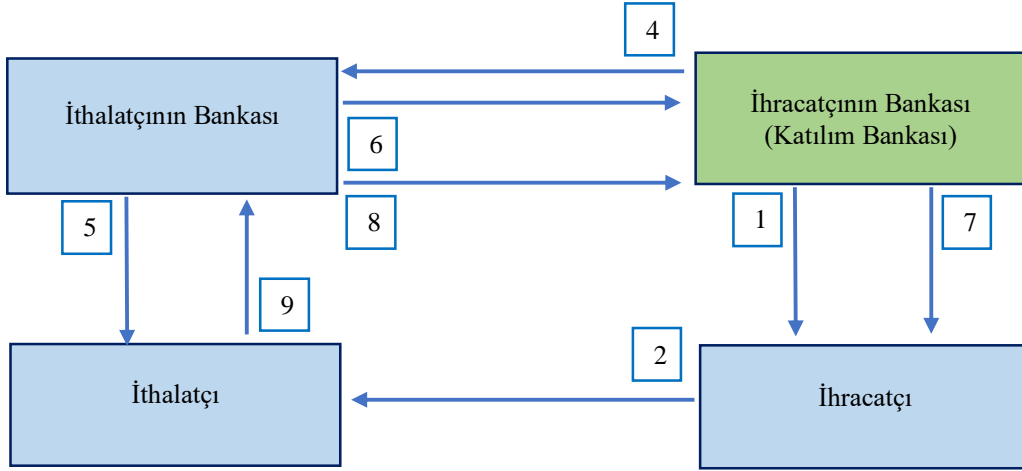 4
İthalatçının Bankası
İhracatçının Bankası
(Katılım Bankası)
6
5
8
1
7
9
2
İthalatçı
İhracatçı